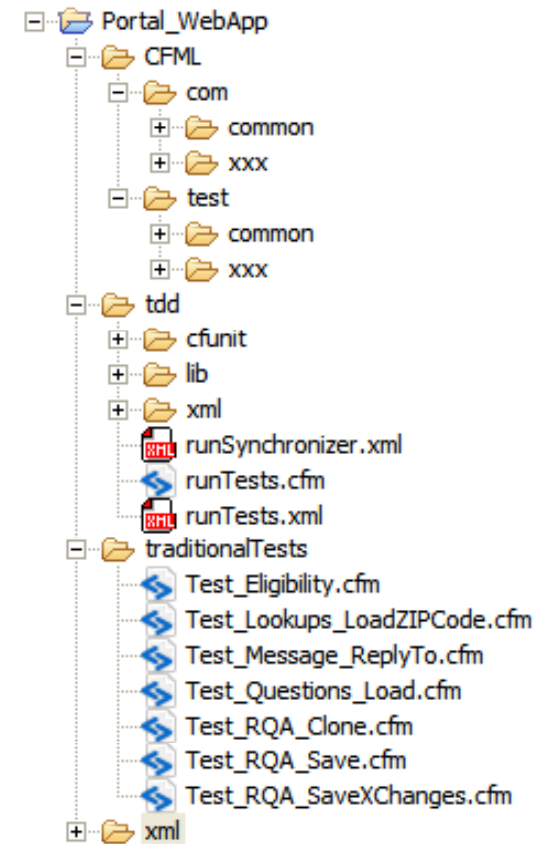 Portal_WebApp
CFML
com
common
xxx
test
common
xxx
tdd
cfunit
lib
xml
runSynchronizer.xml
runTests.cfm
runTests.xml
traditionalTests
Test_Eligibility.cfm
Test_Lookups_LoadZIPCode.cfm
Test_Message_ReplyTo.cfm
Test_Questions_Load.cfm
Test_RQA_Clone.cfm
Test_RQA_Save.cfm
Test_RQA_SaveXChanges.cfm
xml